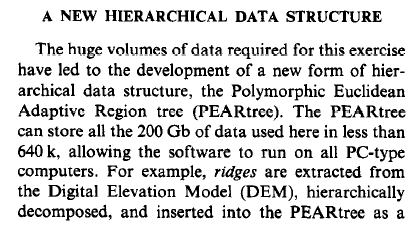 A NEW HIERARCHICAL DATA STRUCTURE
The huge volumes of data required for this exercise
have led to the development of a new form of hier-
archical data structure, the Polymorphic Euclidean
Adaptive Region tree (PEARtree). The PEARtree
can store all the 200 Gb of data used here in less than
640 k, allowing the software to run on all PC-type
computers. For example, ridges are extracted from
the Digital Elevation Model (DEM), hierarchically
decomposed, and inserted into the PEARtree as a